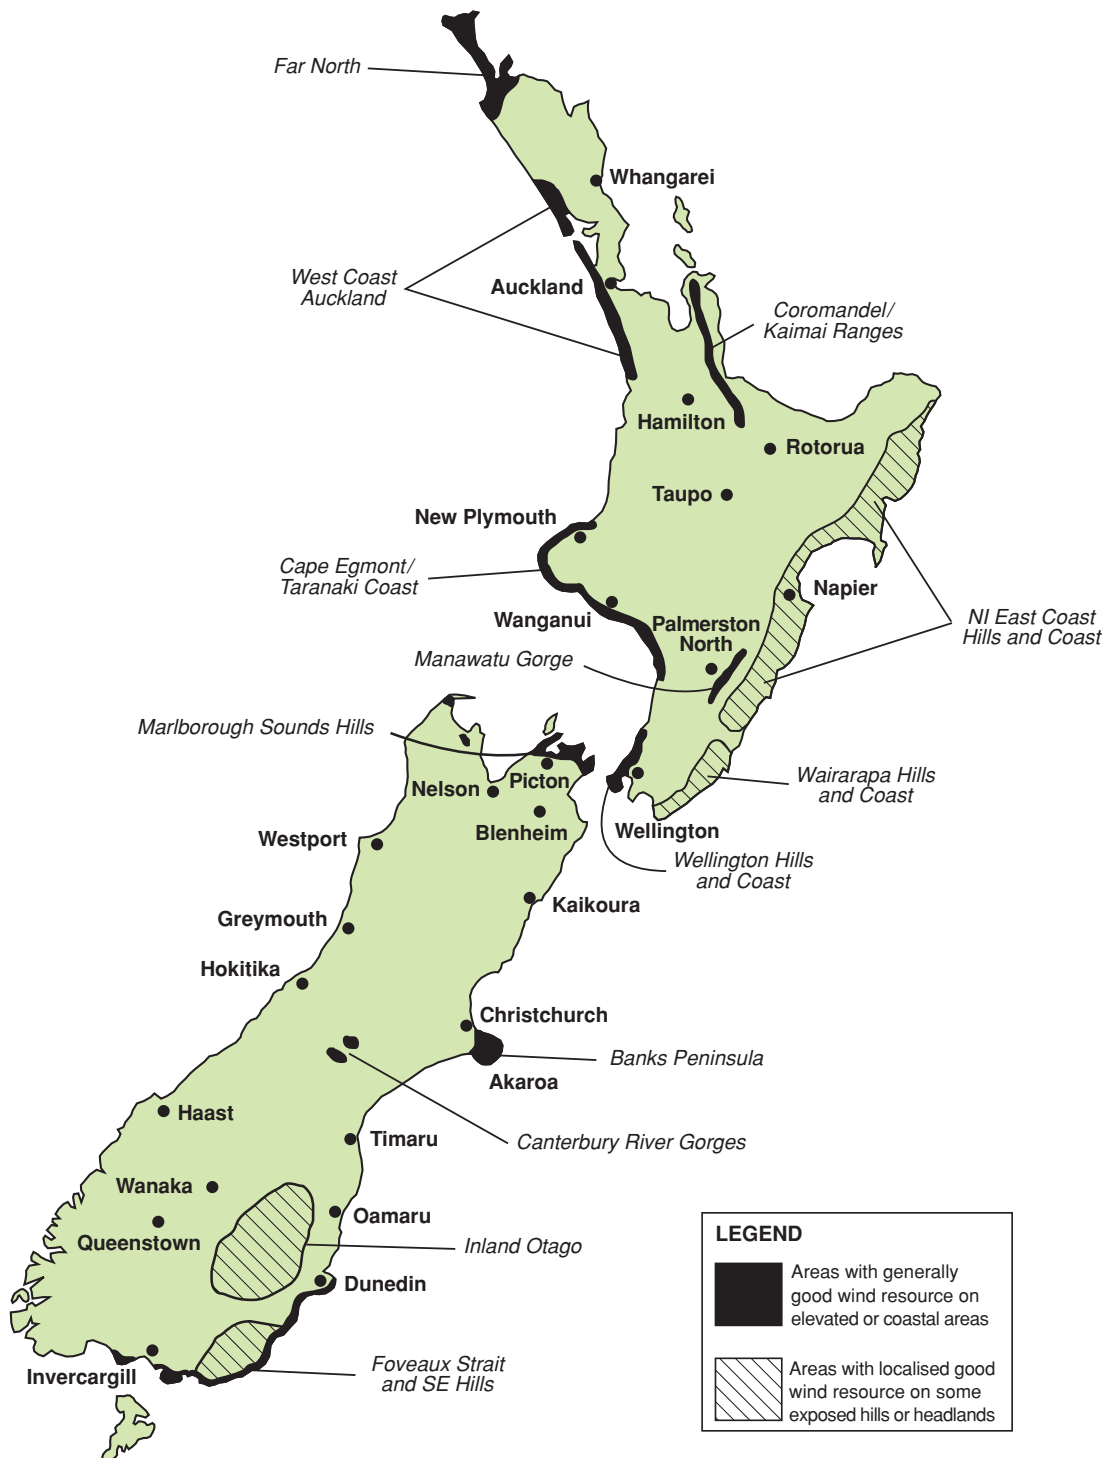 Far North
Whangarei
West Coast
Auckland
Auckland
Coromandel/
Kaimai Ranges
Hamilton
Rotorua
Taupo
New Plymouth
Cape Egmont/
Taranaki Coast
Napier
Wanganui
Palmerston
North
NI East Coast
Hills and Coast
Manawatu Gorge
Marlborough Sounds Hills
Picton
Nelson
Wairarapa Hills
and Coast
Blenheim
Wellington
Westport
Wellington Hills
and Coast
Kaikoura
Greymouth
Hokitika
Christchurch
Banks Peninsula
Akaroa
Haast
Timaru
Canterbury River Gorges
Wanaka
Oamaru
Queenstown
Inland Otago
Dunedin
Invercargill
Foveaux Strait
and SE Hills
LEGEND
Areas with generally
good wind resource on
elevated or coastal areas
Areas with localised good
wind resource on some
exposed hills or headlands